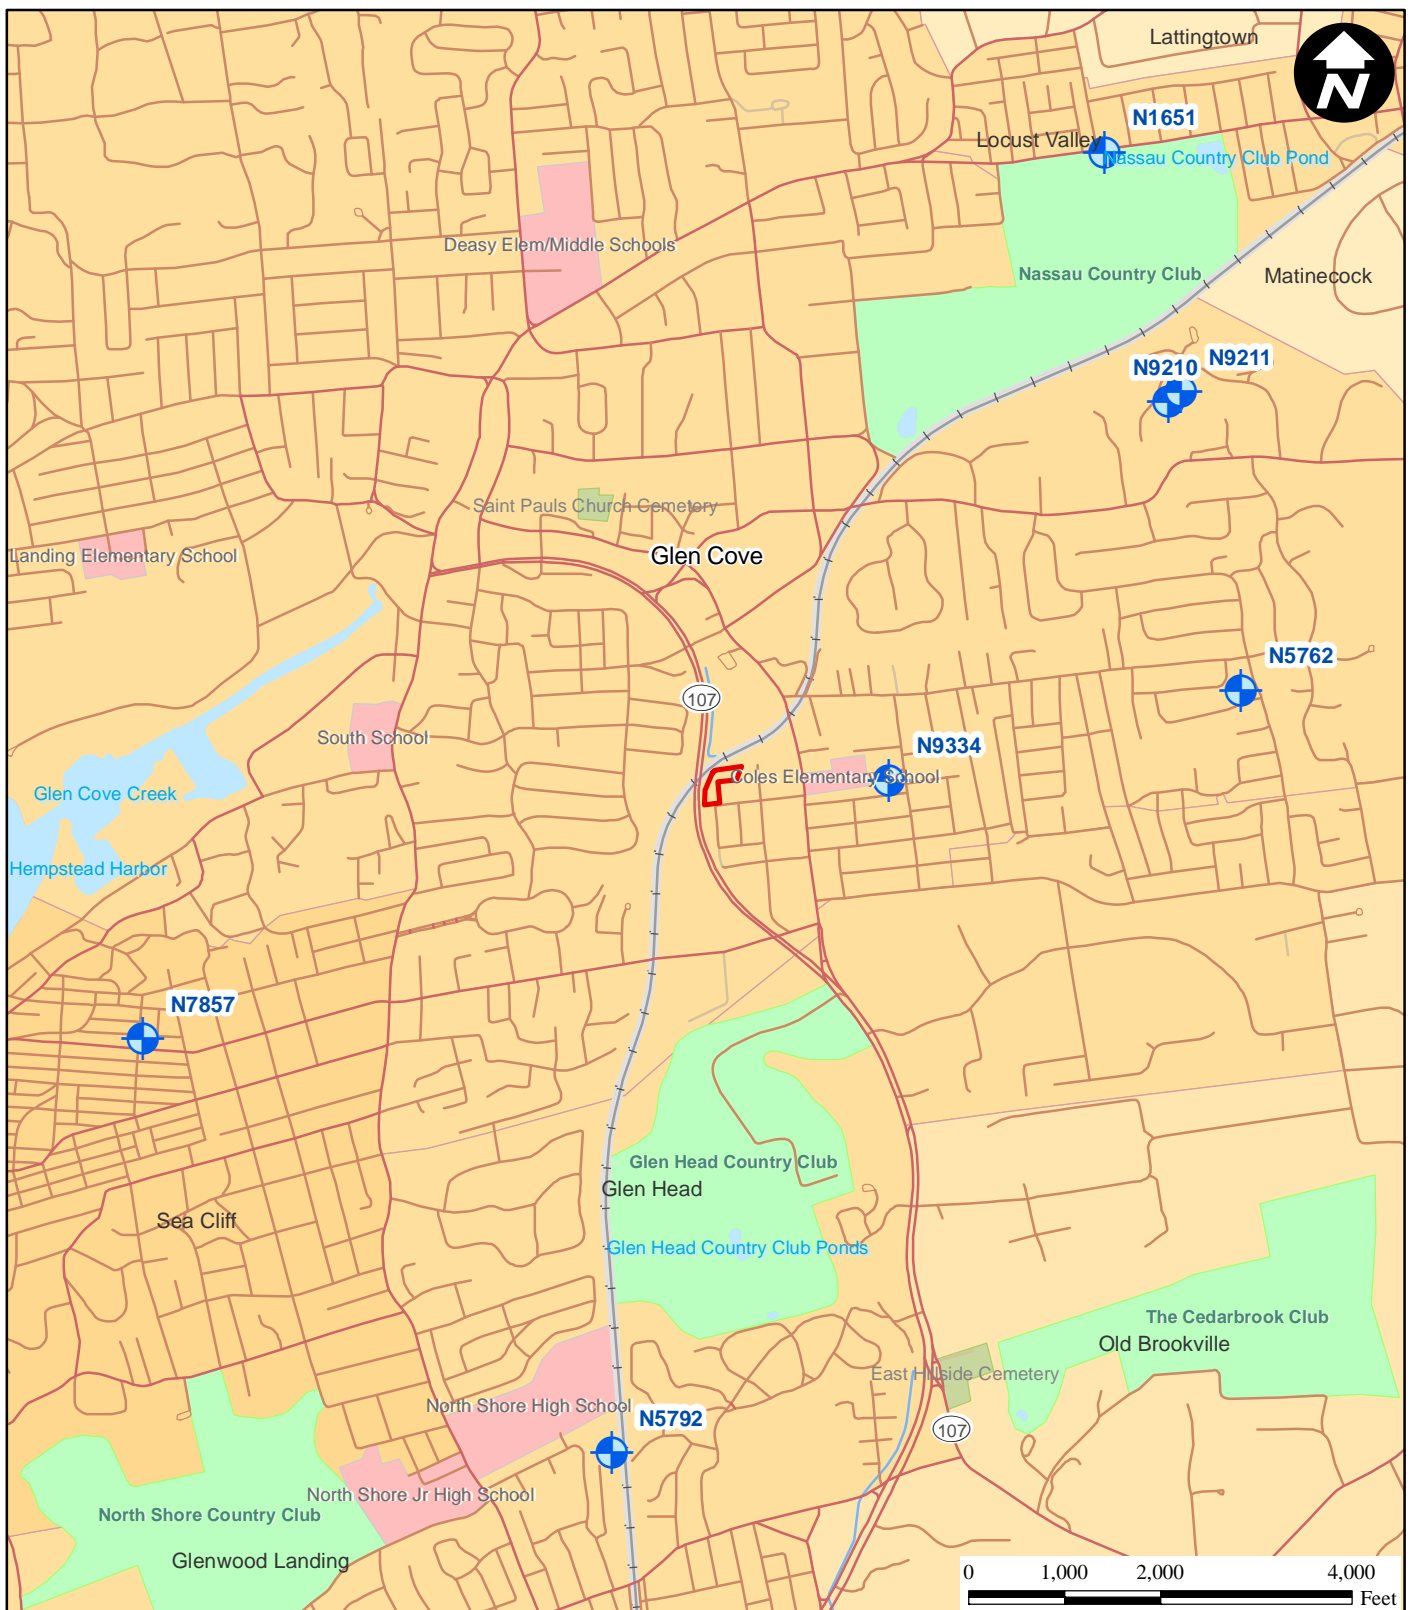 Lattingtown
N
N1651
Locust Valley
Nassau Country Club Pond
Deasy Elem/Middle Schools
Nassau Country Club
Matinecock
N9211
N9210
Saint Pauls Church Cemetery
Landing Elementary School
Glen Cove
N5762
107
South School
N9334
Coles Elementary School
Glen Cove Creek
Hempstead Harbor
N7857
Glen Head Country Club
Glen Head
Sea Cliff
Glen Head Country Club Ponds
The Cedarbrook Club
Old Brookville
East Hillside Cemetery
North Shore High School
N5792
107
North Shore Jr High School
North Shore Country Club
Glenwood Landing
0 1,000 2,000 4,000
Feet